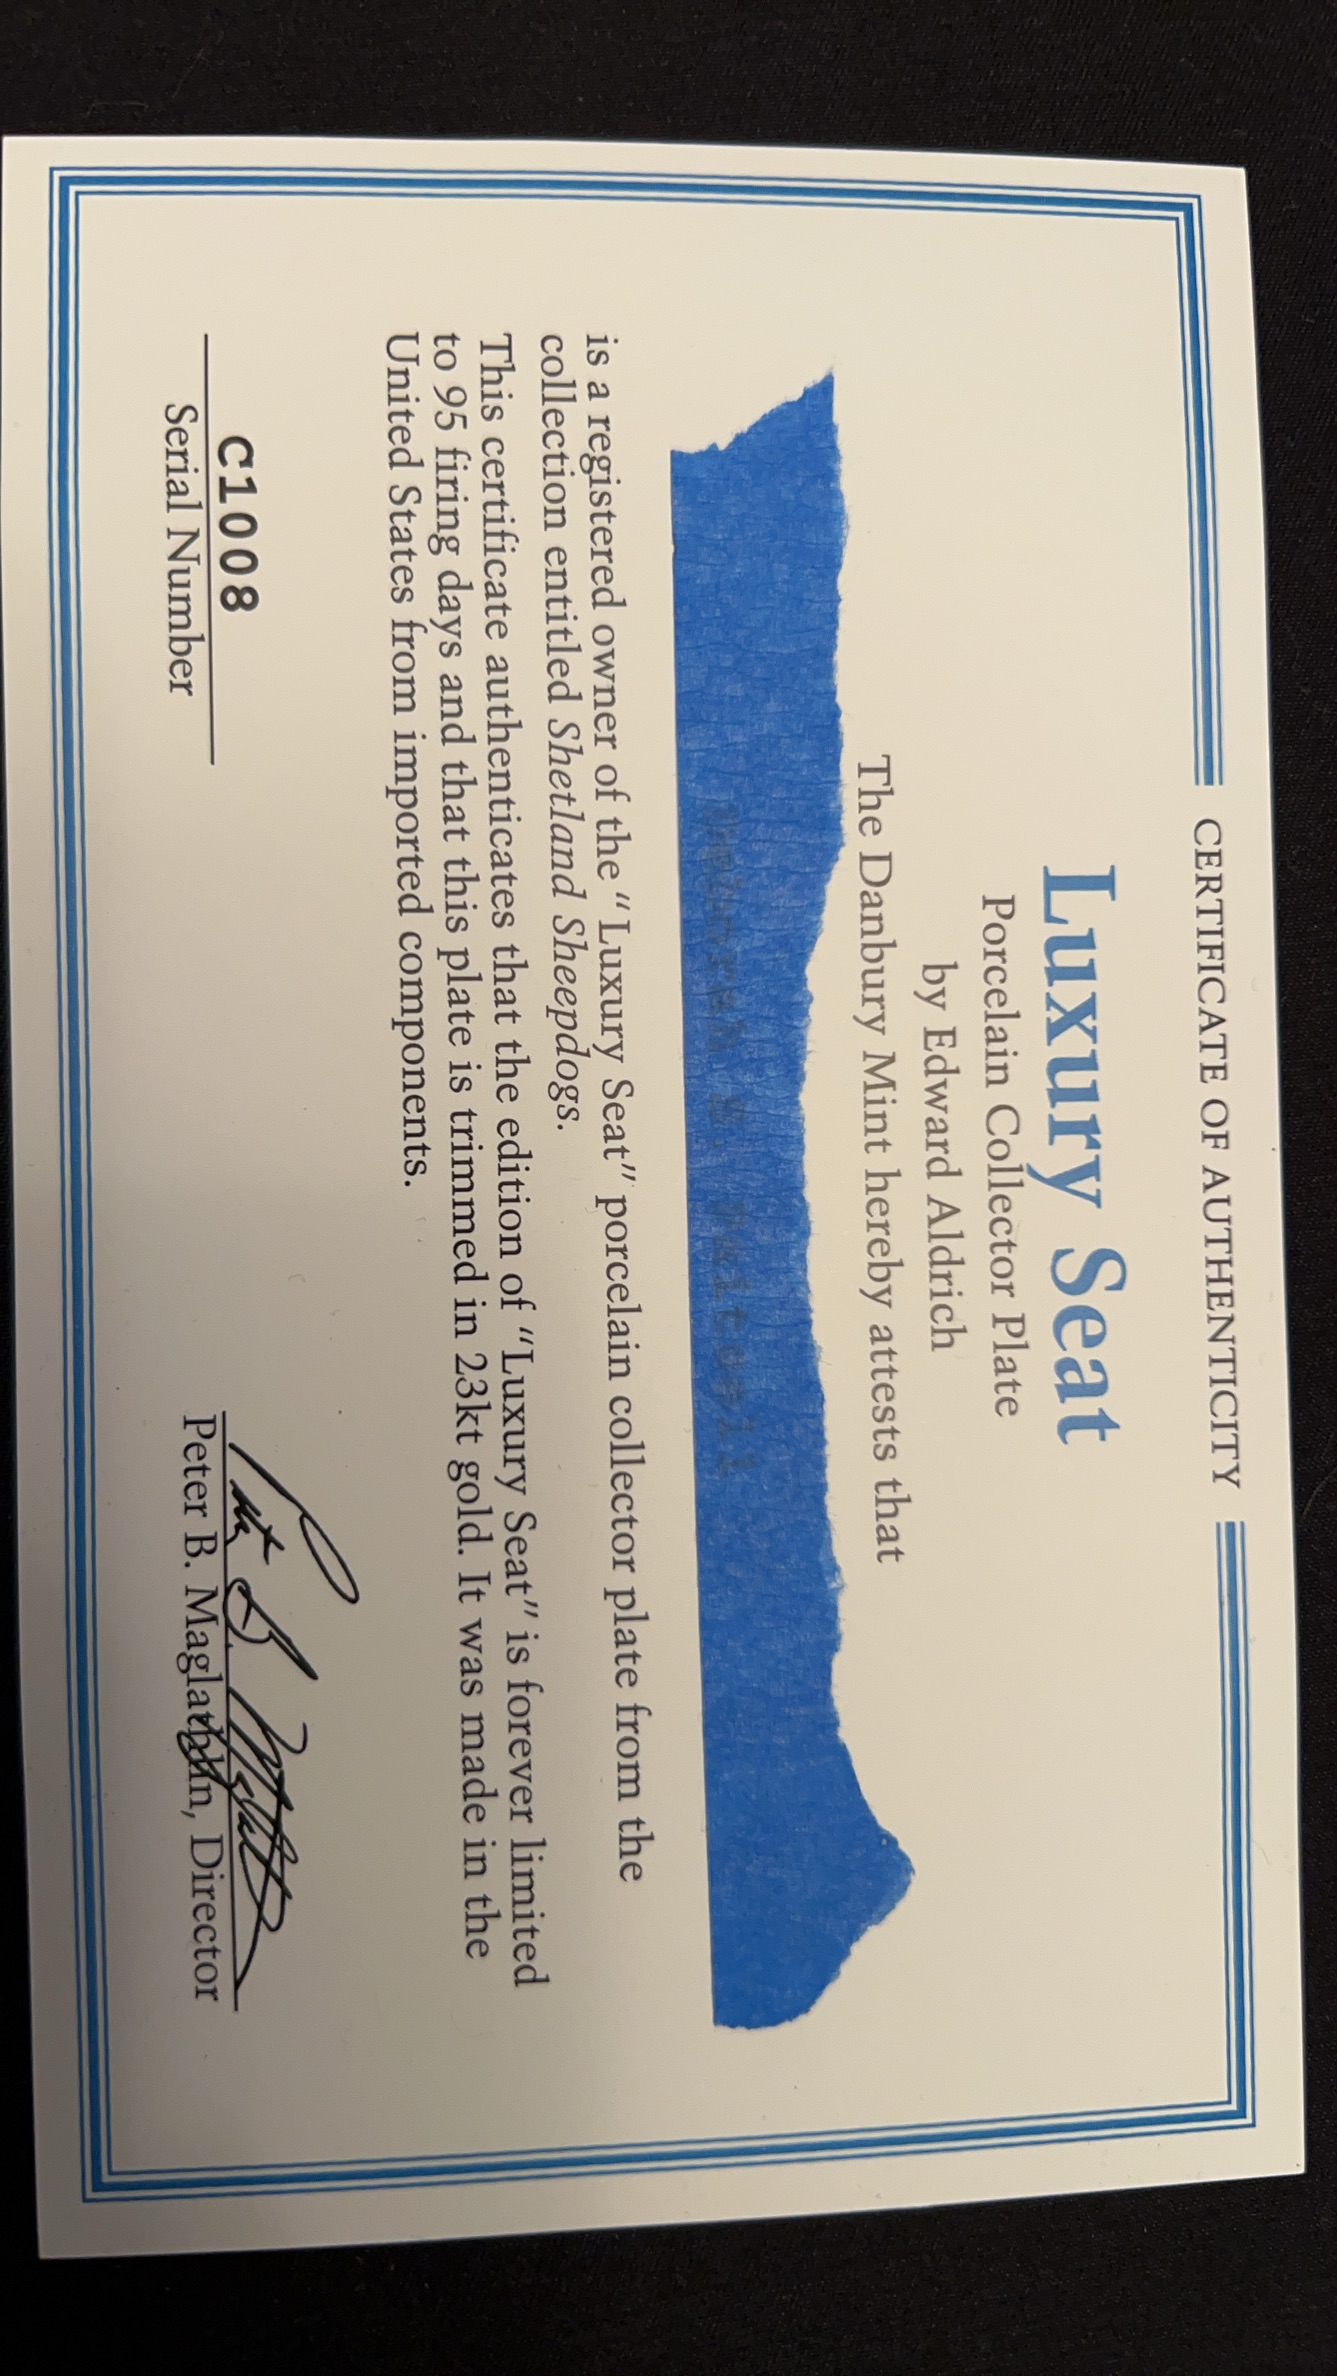 CERTIFICATE OF AUTHENTICITY
Luxury Seat
Porcelain Collector Plate
by Edward Aldrich
The Danbury Mint hereby attests that
is a registered owner of the "Luxury Seat" porcelain collector plate from the
collection entitled Shetland Sheepdogs.
This certificate authenticates that the edition of "Luxury Seat" is forever limited
to 95 firing days and that this plate is trimmed in 23kt gold. It was made in the
United States from imported components.
C1008
Serial Number
Peter B. Maglathlin, Director